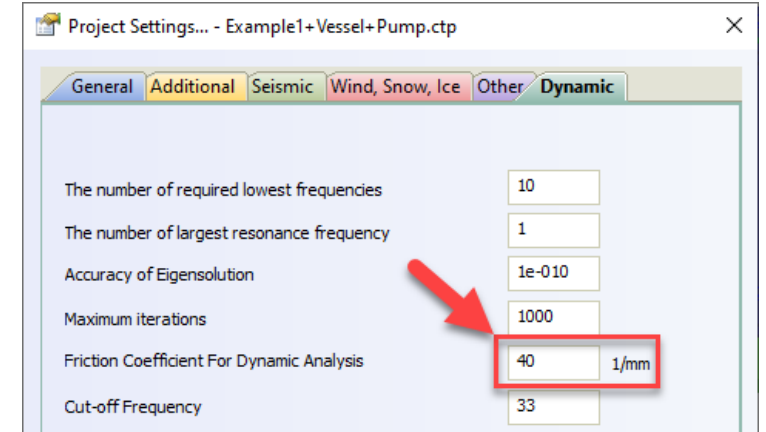 Project Settings... - Example1+Vessel+Pump.ctp
General Additional Seismic Wind, Snow, Ice Other Dynamic
The number of required lowest frequencies 10
The number of largest resonance frequency 1
Accuracy of Eigensolution 1e-010
Maximum iterations 1000
Friction Coefficient For Dynamic Analysis 40 1/mm
Cut-off Frequency 33